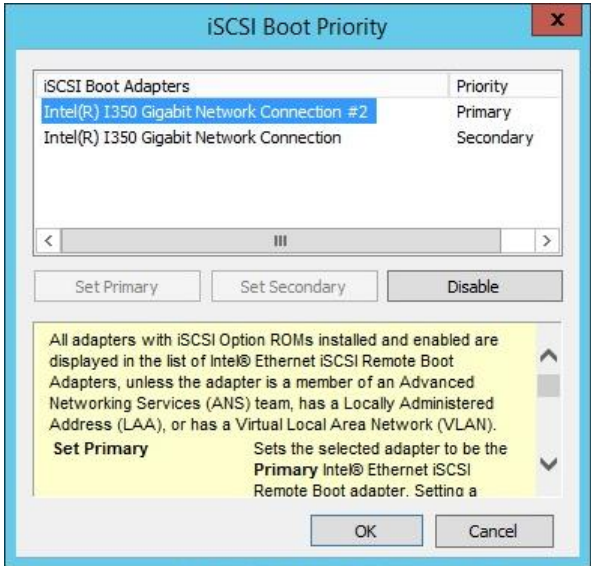 iSCSI Boot Priority
x
iSCSI Boot Adapters Priority
Intel(R) I350 Gigabit Network Connection #2 Primary
Intel(R) I350 Gigabit Network Connection Secondary
Set Primary Set Secondary Disable
All adapters with iSCSI Option ROMs installed and enabled are
displayed in the list of Intel® Ethernet iSCSI Remote Boot
Adapters, unless the adapter is a member of an Advanced
Networking Services (ANS) team, has a Locally Administered
Address (LAA), or has a Virtual Local Area Network (VLAN).
Set Primary Sets the selected adapter to be the
Primary Intel® Ethernet iSCSI
Remote Boot adapter. Setting a
OK Cancel